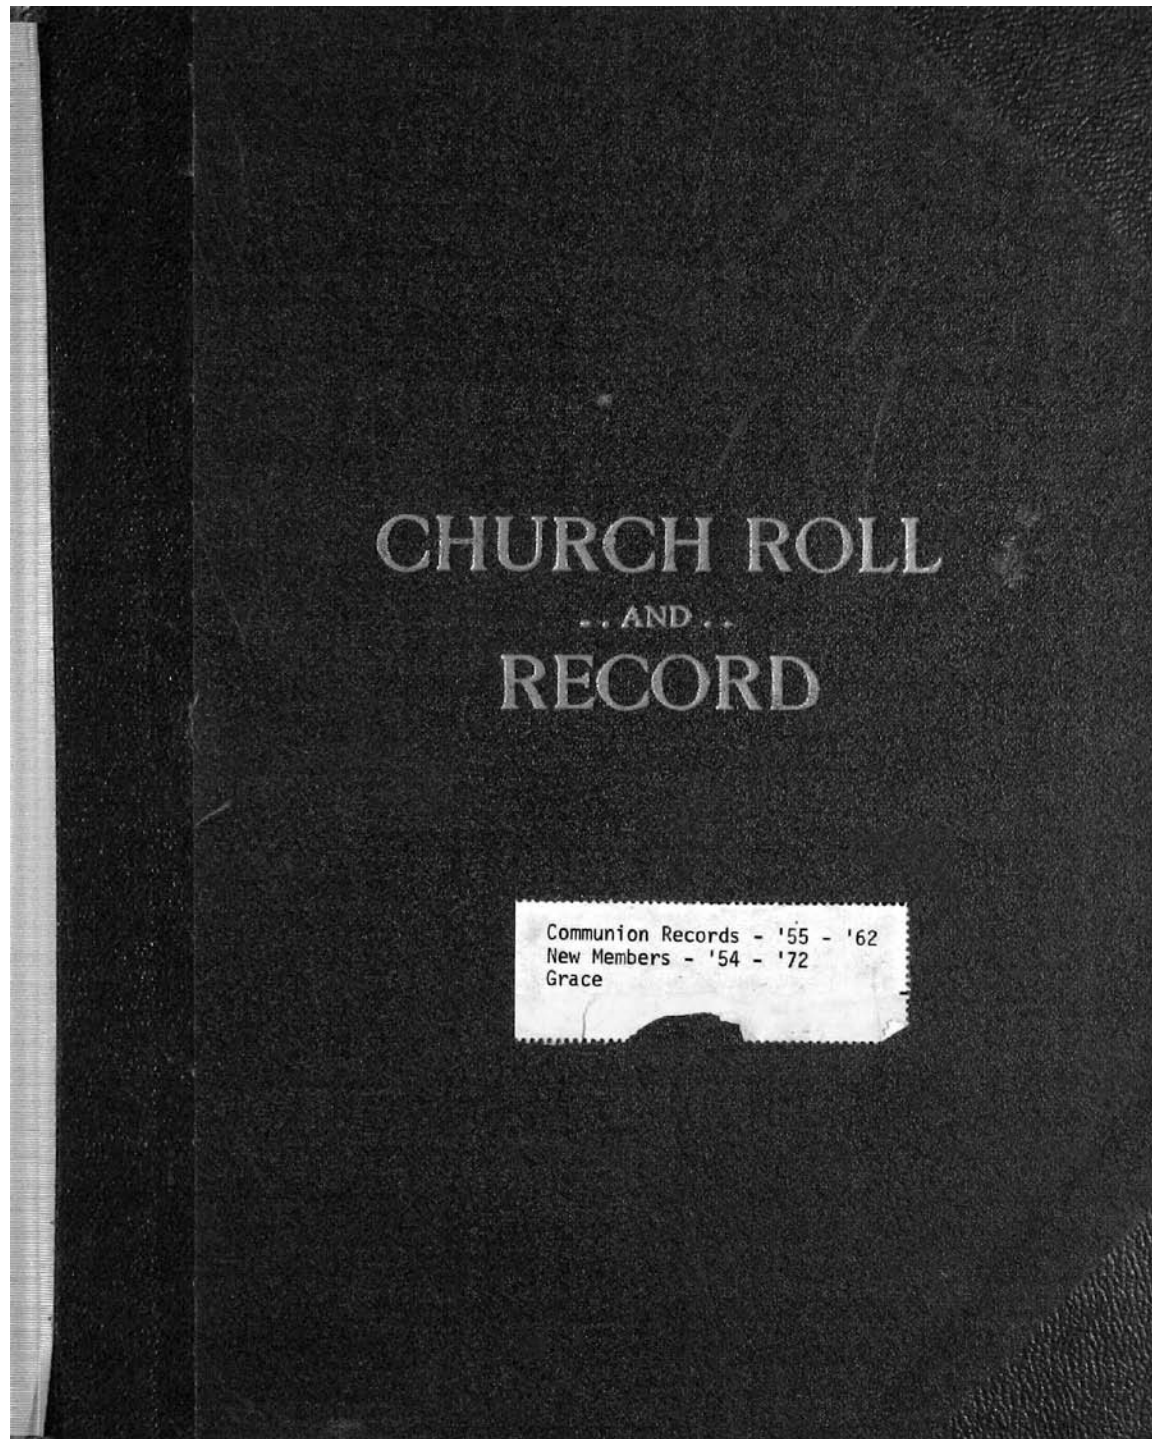 CHURCH ROLL
.. AND ..
RECORD
Communion Records - '55 - '62
New Members - '54 - '72
Grace